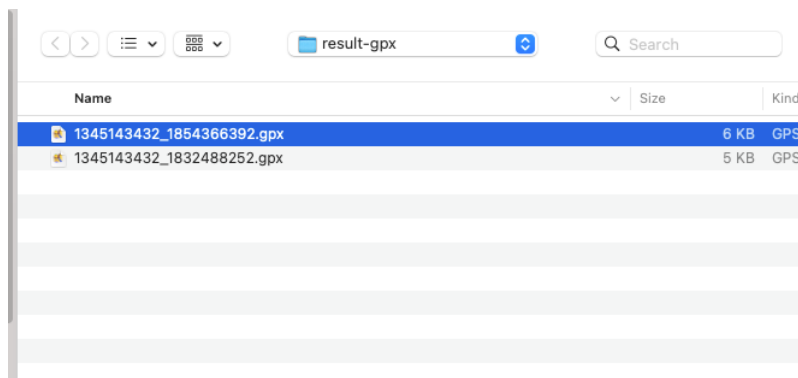 result-gpx
Search
Name Size Kind
1345143432_1854366392.gpx 6 KB GPS
1345143432_1832488252.gpx 5 KB GPS